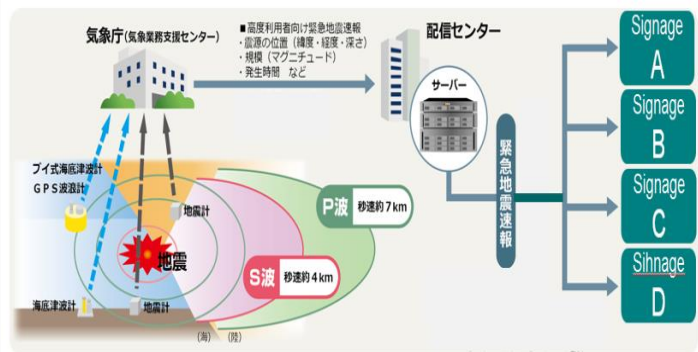 気象庁(気象業務支援センター)
■高度利用者向け緊急地震速報
・震源の位置(緯度・経度・深さ)
・規模(マグニチュード)
・発生時間 など
配信センター
サーバー
緊急地震速報
Signage
A
Signage
B
Signage
C
Sihnage
D
ブイ式海底津波計
GPS波浪計
地震計
P波 秒速約7km
地震
S波 秒速約4km
海底津波計
地震計
(海) (陸)